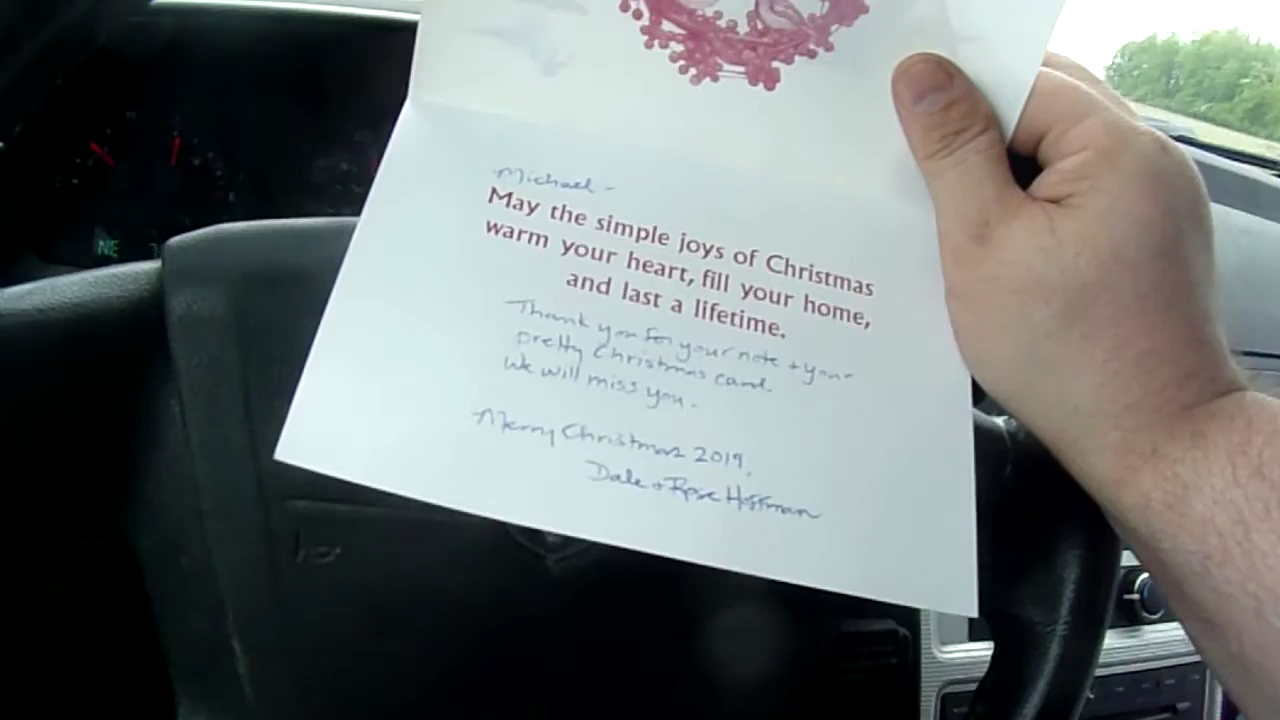 Michael -
May the simple joys of Christmas
warm your heart, fill your home,
and last a lifetime.
Thank you for your note + your
pretty Christmas card.
We will miss you.
Merry Christmas 2019,
Dale + Rose Hoffman
NE